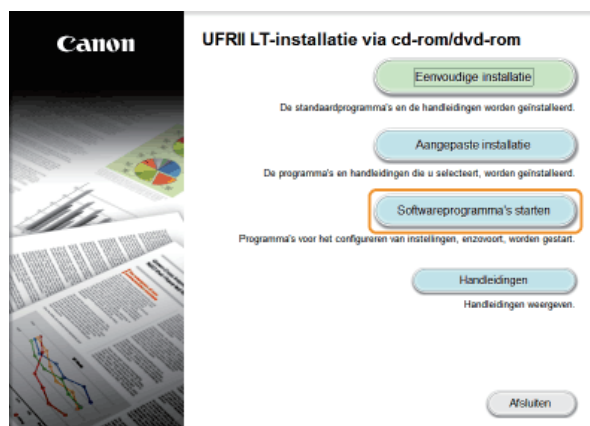 Canon
UFRII LT-installatie via cd-rom/dvd-rom
Eenvoudige installatie
De standaardprogramma's en de handleidingen worden geïnstalleerd.
Aangepaste installatie
De programma's en handleidingen die u selecteert, worden geïnstalleerd.
Softwareprogramma's starten
Programma's voor het configureren van instellingen, enzovoort, worden gestart.
Handleidingen
Handleidingen weergeven.
Afsluiten